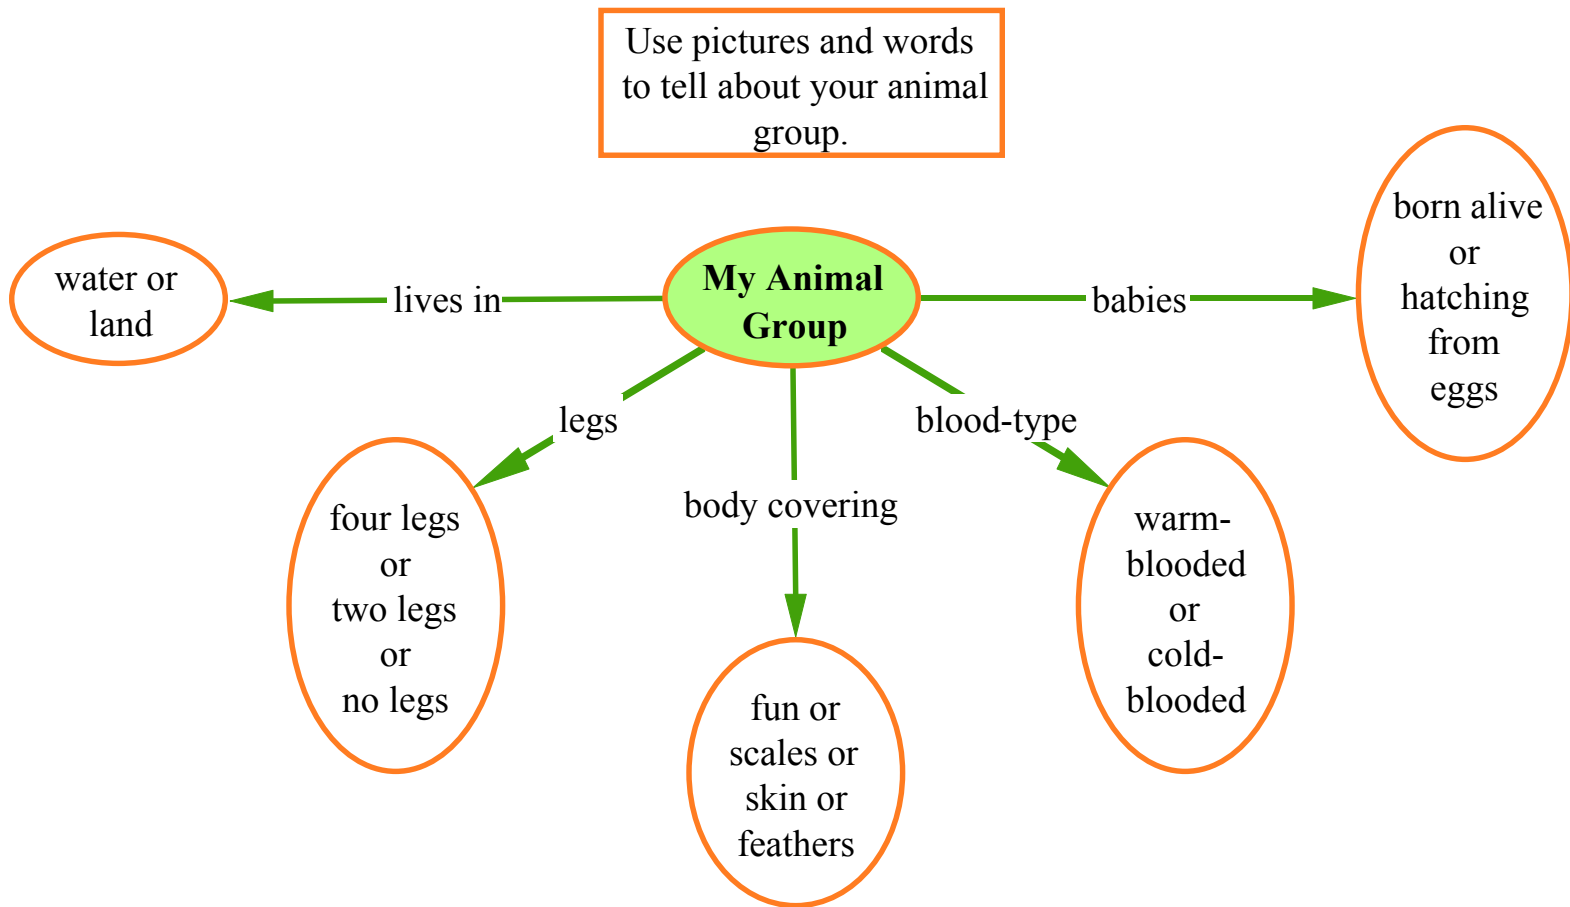 Use pictures and words
to tell about your animal
group.
born alive
or
hatching
from
eggs
water or
land
lives in
My Animal
Group
babies
legs
blood-type
body covering
four legs
or
two legs
or
no legs
warm-
blooded
or
cold-
blooded
fun or
scales or
skin or
feathers